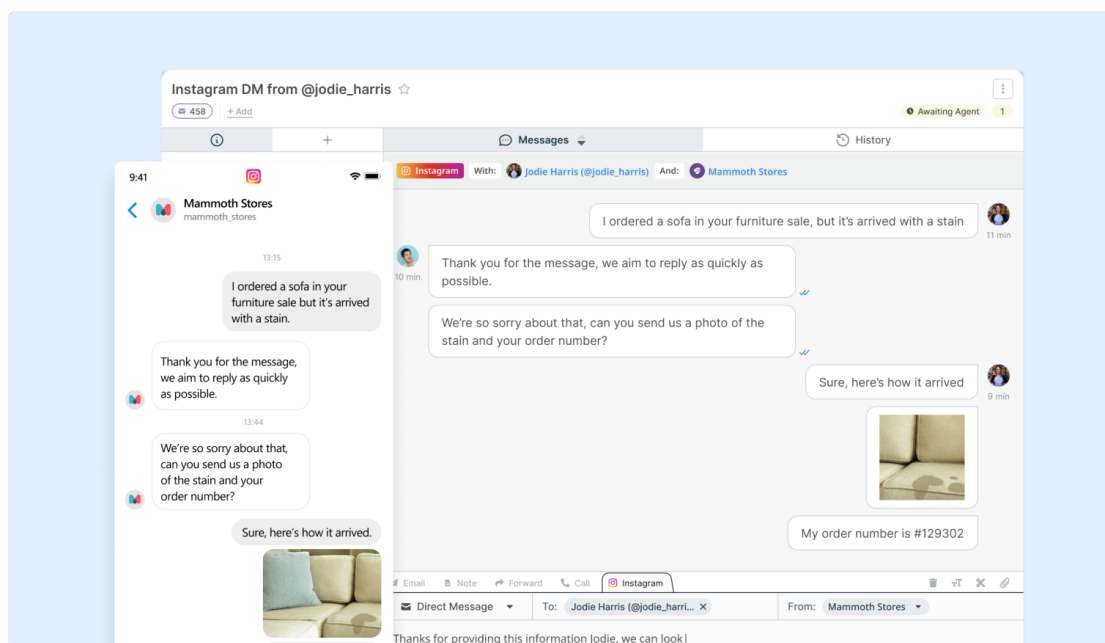 Instagram DM from @jodie_harris
458
+ Add
Awaiting Agent
1
+
Messages
History
Instagram
With:
Jodie Harris (@jodie_harris)
And:
Mammoth Stores
I ordered a sofa in your furniture sale, but it’s arrived with a stain
11 min
10 min
Thank you for the message, we aim to reply as quickly as
possible.
We’re so sorry about that, can you send us a photo of the
stain and your order number?
Sure, here’s how it arrived
9 min
My order number is #129302
Email
Note
Forward
Call
Instagram
Direct Message
To:
Jodie Harris (@jodie_harri...
From:
Mammoth Stores
Thanks for providing this information Jodie, we can look
9:41
Mammoth Stores
mammoth_stores
13:15
I ordered a sofa in your
furniture sale but it’s arrived
with a stain.
Thank you for the message,
we aim to reply as quickly
as possible.
13:44
We’re so sorry about that,
can you send us a photo
of the stain and your
order number?
Sure, here’s how it arrived.